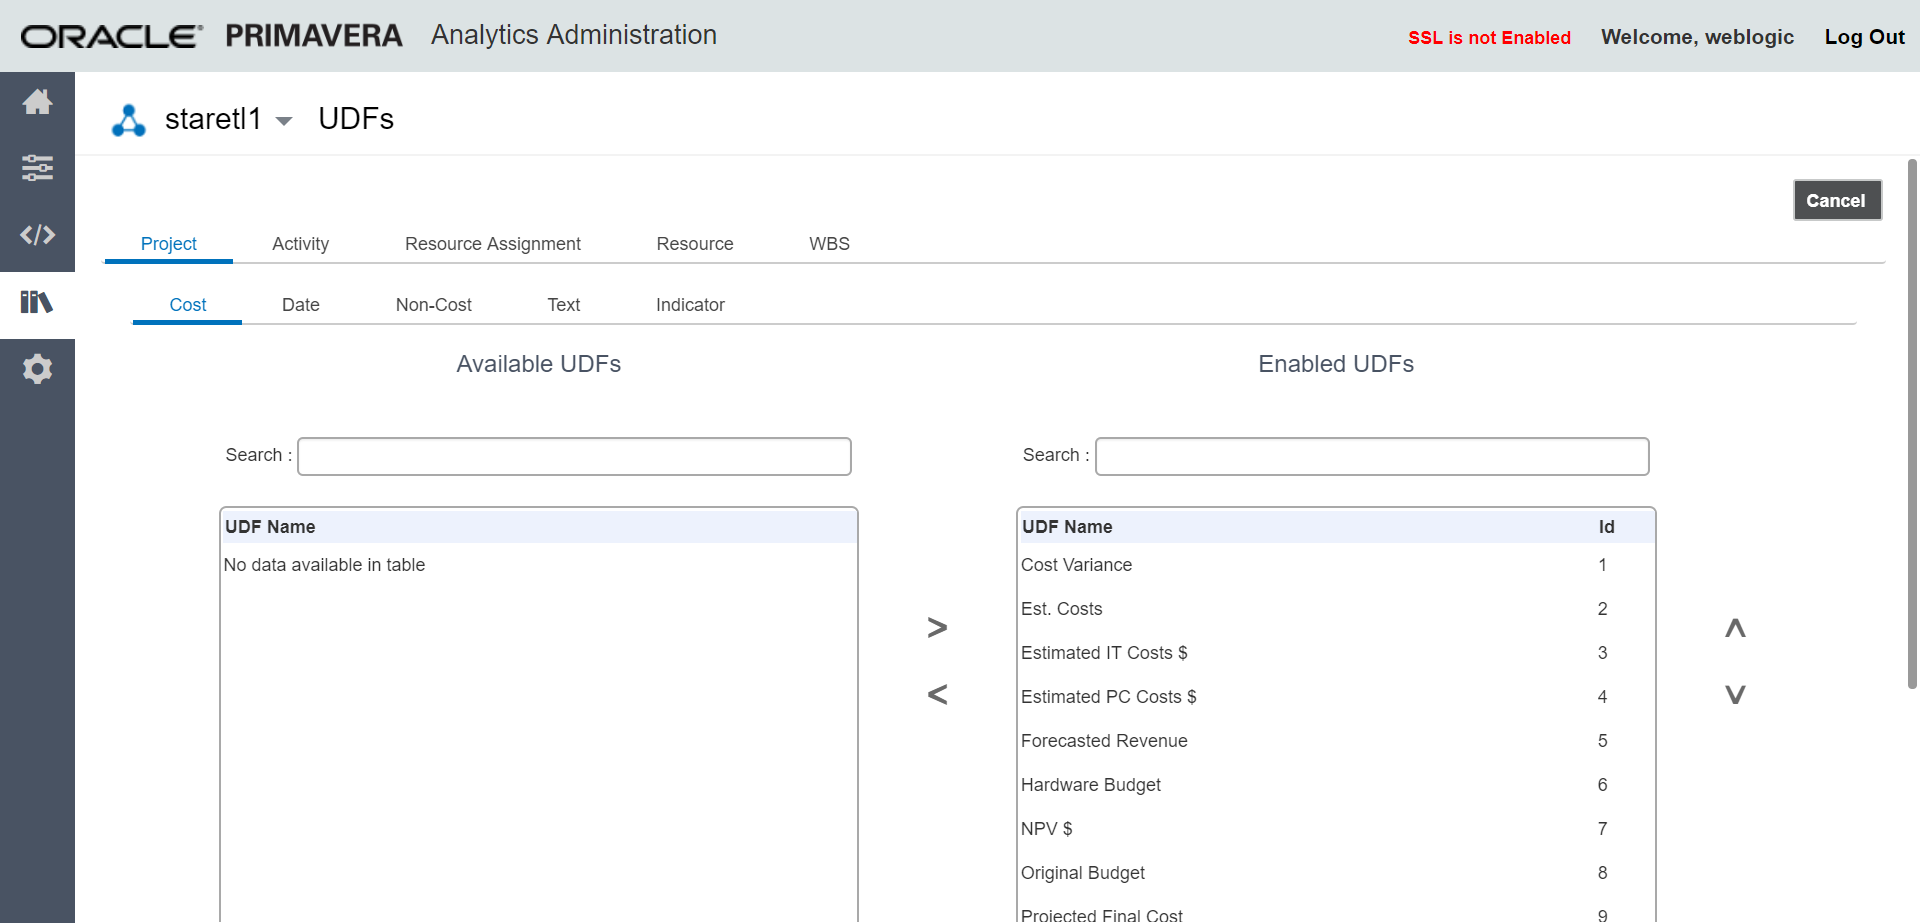 ORACLE PRIMAVERA Analytics Administration
SSL is not Enabled Welcome, weblogic Log Out
staretl1 UDFs
Cancel
Project Activity Resource Assignment Resource WBS
Cost Date Non-Cost Text Indicator
Available UDFs
Search :
UDF Name
No data available in table
>
<
Enabled UDFs
Search :
UDF Name Id
Cost Variance 1
Est. Costs 2
Estimated IT Costs $ 3
Estimated PC Costs $ 4
Forecasted Revenue 5
Hardware Budget 6
NPV $ 7
Original Budget 8
Projected Final Cost 9